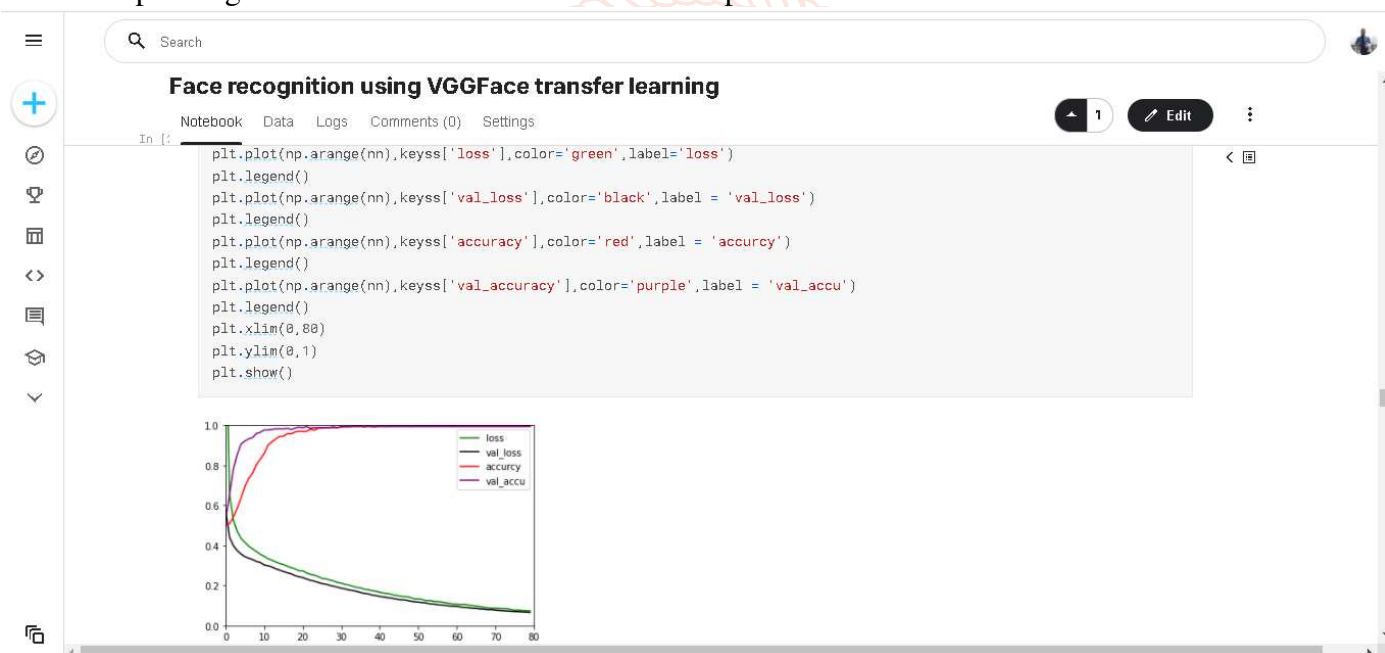 Search
Face recognition using VGGFace transfer learning
Notebook Data Logs Comments (0) Settings
1 Edit
In [
plt.plot(np.arange(nn),keyss['loss'],color='green',label='loss')
plt.legend()
plt.plot(np.arange(nn),keyss['val_loss'],color='black',label = 'val_loss')
plt.legend()
plt.plot(np.arange(nn),keyss['accuracy'],color='red',label = 'accurcy')
plt.legend()
plt.plot(np.arange(nn),keyss['val_accuracy'],color='purple',label = 'val_accu')
plt.legend()
plt.xlim(0,80)
plt.ylim(0,1)
plt.show()
1.0
0.8
0.6
0.4
0.2
0.0
loss
val_loss
accurcy
val_accu
0 10 20 30 40 50 60 70 80